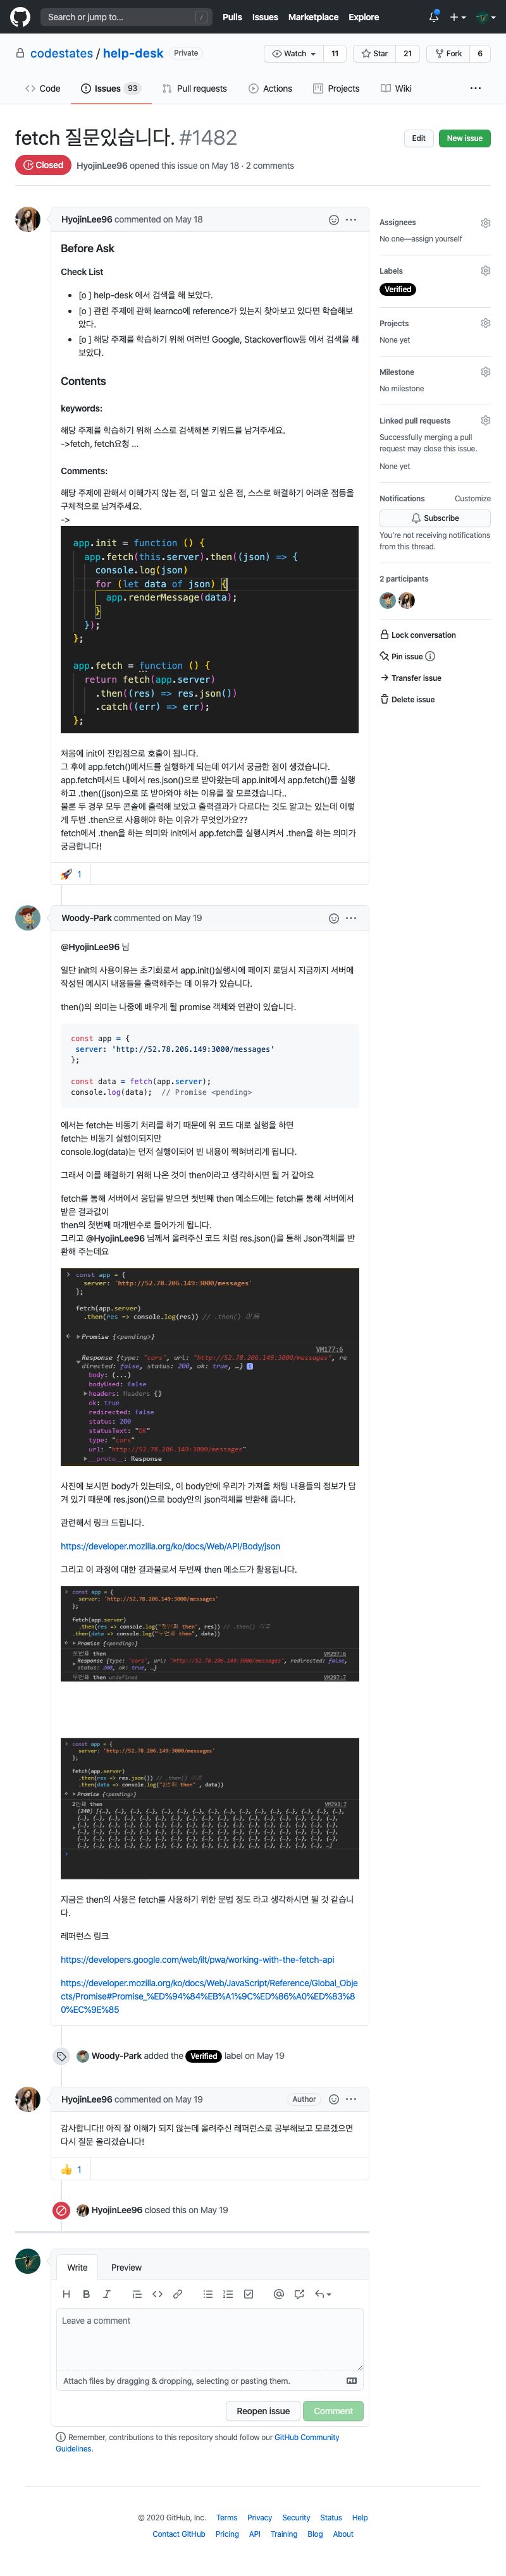 Search or jump to... /
Pulls Issues Marketplace Explore
codestates / help-desk Private
Watch 11 Star 21 Fork 6
Code Issues 93 Pull requests Actions Projects Wiki ...
fetch 질문있습니다. #1482
Edit New issue
Closed HyojinLee96 opened this issue on May 18 · 2 comments
HyojinLee96 commented on May 18
Before Ask
Check List
[o ] help-desk 에서 검색을 해 보았다.
[o ] 관련 주제에 관해 learnco에 reference가 있는지 찾아보고 있다면 학습해보
았다.
[o ] 해당 주제를 학습하기 위해 여러번 Google, Stackoverflow등 에서 검색을 해
보았다.
Contents
keywords:
해당 주제를 학습하기 위해 스스로 검색해본 키워드를 남겨주세요.
->fetch, fetch요청 ...
Comments:
해당 주제에 관해서 이해가지 않는 점, 더 알고 싶은 점, 스스로 해결하기 어려운 점등을
구체적으로 남겨주세요.
->
app.init = function () {
app.fetch(this.server).then((json) => {
console.log(json)
for (let data of json) {
app.renderMessage(data);
}
});
};
app.fetch = function () {
return fetch(app.server)
.then((res) => res.json())
.catch((err) => err);
};
처음에 init이 진입점으로 호출이 됩니다.
그 후에 app.fetch()메서드를 실행하게 되는데 여기서 궁금한 점이 생겼습니다.
app.fetch메서드 내에서 res.json()으로 받아왔는데 app.init에서 app.fetch()를 실행
하고 .then((json)으로 또 받아와야 하는 이유를 잘 모르겠습니다..
물론 두 경우 모두 콘솔에 출력해 보았고 출력결과가 다르다는 것도 알고는 있는데 이렇
게 두번 .then으로 사용해야 하는 이유가 무엇인가요??
fetch에서 .then을 하는 의미와 init에서 app.fetch를 실행시켜서 .then을 하는 의미가
궁금합니다!
🚀 1
Woody-Park commented on May 19
@HyojinLee96 님
일단 init의 사용이유는 초기화로서 app.init()실행시에 페이지 로딩시 지금까지 서버에
작성된 메시지 내용들을 출력해주는 데 이유가 있습니다.
then()의 의미는 나중에 배우게 될 promise 객체와 연관이 있습니다.
const app = {
server: 'http://52.78.206.149:3000/messages'
};
const data = fetch(app.server);
console.log(data); // Promise <pending>
에서는 fetch는 비동기 처리를 하기 때문에 위 코드 대로 실행을 하면
fetch는 비동기 실행이되지만
console.log(data)는 먼저 실행이되어 빈 내용이 찍혀버리게 됩니다.
그래서 이를 해결하기 위해 나온 것이 then이라고 생각하시면 될 거 같아요
fetch를 통해 서버에서 응답을 받으면 첫번째 then 메소드에는 fetch를 통해 서버에서
받은 결과값이
then의 첫번째 매개변수로 들어가게 됩니다.
그리고 @HyojinLee96 님께서 올려주신 코드 처럼 res.json()을 통해 Json객체를 반
환해 주는데요
const app = {
server: 'http://52.78.206.149:3000/messages'
};
fetch(app.server)
.then(res => console.log(res)) // .then() 이용
Promise {<pending>}
VM177:6
Response {type: "cors", url: "http://52.78.206.149:3000/messages", re
directed: false, status: 200, ok: true, …}
body: (...)
bodyUsed: false
headers: Headers {}
ok: true
redirected: false
status: 200
statusText: "OK"
type: "cors"
url: "http://52.78.206.149:3000/messages"
__proto__: Response
사진에 보시면 body가 있는데요, 이 body안에 우리가 가져올 채팅 내용들의 정보가 담
겨 있기 때문에 res.json()으로 body안의 json객체를 반환해 줍니다.
관련해서 링크 드립니다.
https://developer.mozilla.org/ko/docs/Web/API/Body/json
그리고 이 과정에 대한 결과물로서 두번째 then 메소드가 활용됩니다.
const app = {
server: 'http://52.78.206.149:3000/messages'
};
fetch(app.server)
.then(res => console.log("첫번째 then", res)) // .then() 이용
.then(data => console.log("두번째 then", data))
Promise {<pending>}
첫번째 then
VM297:6
Response {type: "cors", url: "http://52.78.206.149:3000/messages", redirected: false,
status: 200, ok: true, …}
두번째 then undefined
VM297:7
const app = {
server: 'http://52.78.206.149:3000/messages'
};
fetch(app.server)
.then(res => res.json()) // .then() 이용
.then(data => console.log("2번째 then" , data))
Promise {<pending>}
2번째 then
지금은 then의 사용은 fetch를 사용하기 위한 문법 정도 라고 생각하시면 될 것 같습니
다.
레퍼런스 링크
https://developers.google.com/web/ilt/pwa/working-with-the-fetch-api
https://developer.mozilla.org/ko/docs/Web/JavaScript/Reference/Global_Obje
cts/Promise#Promise_%ED%94%84%EB%A1%9C%ED%86%A0%ED%83%8
0%EC%9E%85
Woody-Park added the Verified label on May 19
HyojinLee96 commented on May 19 Author
감사합니다!! 아직 잘 이해가 되지 않는데 올려주신 레퍼런스로 공부해보고 모르겠으면
다시 질문 올리겠습니다!
👍 1
HyojinLee96 closed this on May 19
Write Preview
Leave a comment
Attach files by dragging & dropping, selecting or pasting them.
Reopen issue Comment
Remember, contributions to this repository should follow our GitHub Community
Guidelines.
Assignees
No one—assign yourself
Labels
Verified
Projects
None yet
Milestone
No milestone
Linked pull requests
Successfully merging a pull
request may close this issue.
None yet
Notifications Customize
Subscribe
You're not receiving notifications
from this thread.
2 participants
Lock conversation
Pin issue
Transfer issue
Delete issue
© 2020 GitHub, Inc. Terms Privacy Security Status Help
Contact GitHub Pricing API Training Blog About